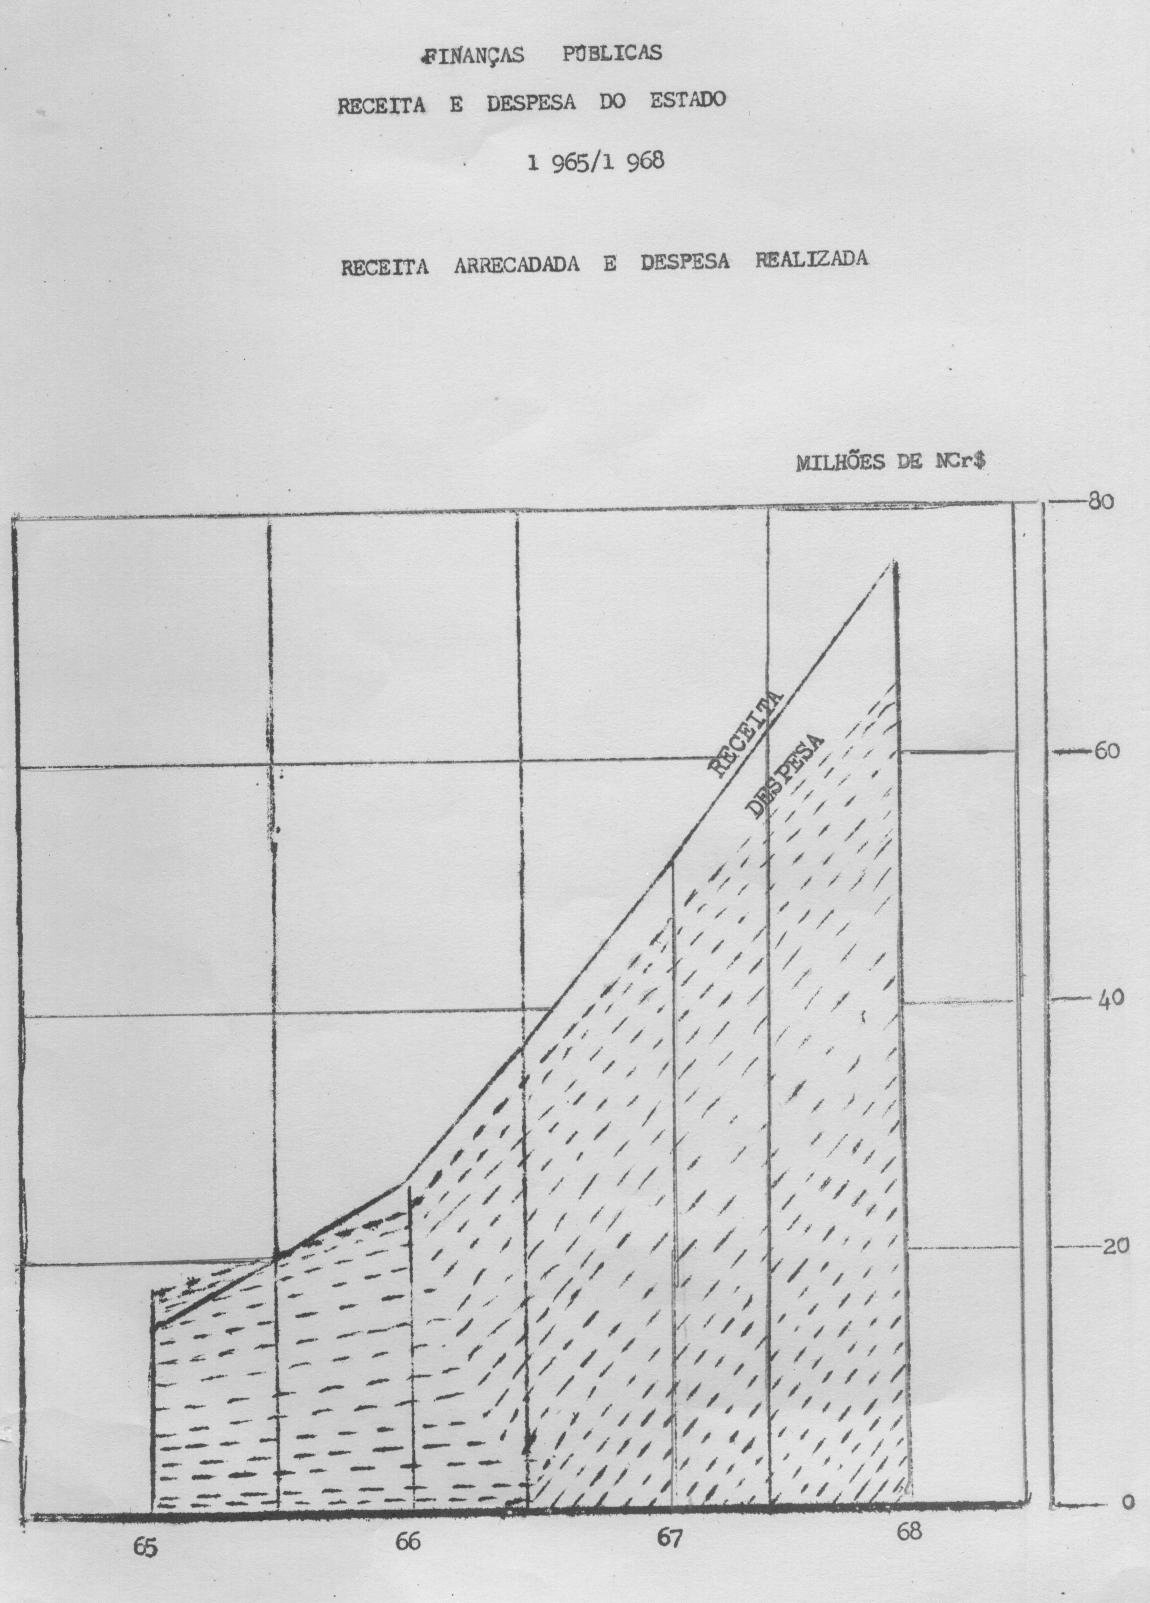 FINANÇAS PÚBLICAS
RECEITA E DESPESA DO ESTADO
1 965/1 968
RECEITA ARRECADADA E DESPESA REALIZADA
MILHÕES DE NCr$
80
RECEITA
DESPESA
60
40
20
0
65
66
67
68